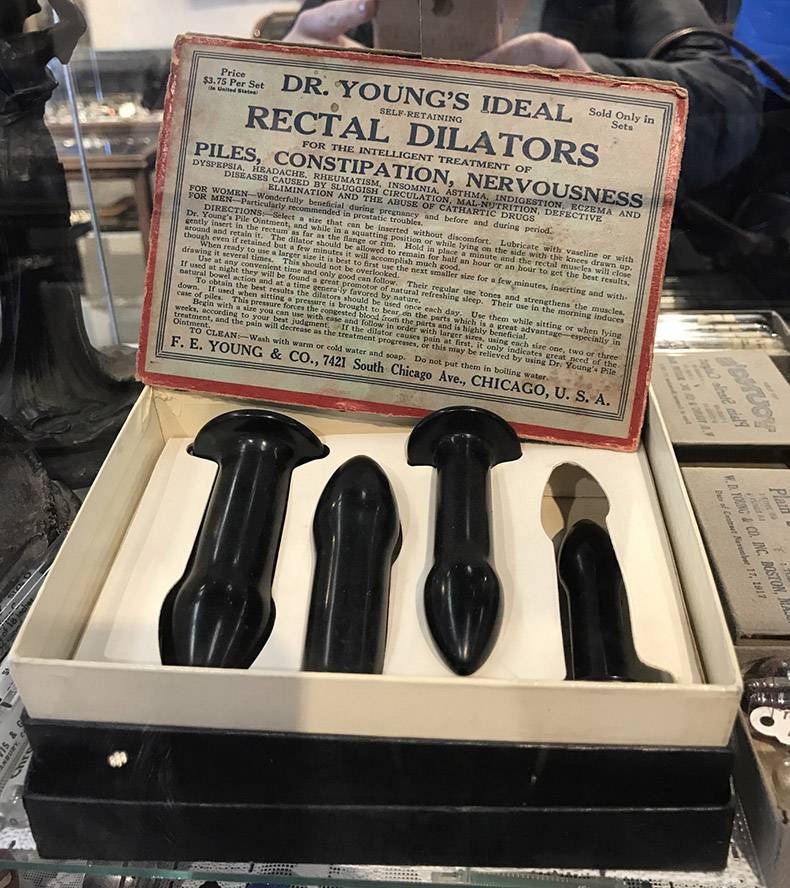 Price
$3.75 Per Set
(In United States)
DR. YOUNG'S IDEAL
Sold Only in
Sets
SELF-RETAINING
RECTAL DILATORS
FOR THE INTELLIGENT TREATMENT OF
PILES, CONSTIPATION, NERVOUSNESS
DYSPEPSIA, HEADACHE, RHEUMATISM, INSOMNIA, ASTHMA, INDIGESTION, ECZEMA AND
DISEASES CAUSED BY SLUGGISH CIRCULATION, MAL-NUTRITION, DEFECTIVE
ELIMINATION AND THE ABUSE OF CATHARTIC DRUGS
FOR WOMEN—Wonderfully beneficial during pregnancy and before and during period.
FOR MEN—Particularly recommended in prostatic troubles.
DIRECTIONS:—Select a size that can be inserted without discomfort. Lubricate with vaseline or with
Dr. Young's Pile Ointment, and while in a squatting position or while lying on the side with the knees drawn up,
gently insert in the rectum as far as the flange or rim. Hold in place a minute and the rectal muscles will close
around and retain it. The dilator should be allowed to remain for half an hour or an hour to get the best results,
though even if retained but a few minutes it will accomplish much good.
When ready to use a larger size it is best to first use the next smaller size for a few minutes, inserting and with-
drawing it several times. This should not be overlooked.
Use at any convenient time and only good can follow. Their regular use tones and strengthens the muscles.
If used at night they will be found a great promotor of natural refreshing sleep. Their use in the morning induces
natural bowel action and at a time generally favored by nature.
To obtain the best results the dilators should be used once each day. Use them while sitting or when lying
down. If used when sitting a pressure is brought to bear on the parts which is a great advantage—especially in
case of piles. This pressure forces the congested blood from the parts and is highly beneficial.
Begin with a size you can use with ease and follow in order with larger sizes, using each size one, two or three
weeks, according to your best judgment. If the dilator causes pain at first, it only indicates great need of the
treatment, and the pain will decrease as the treatment progresses, or this may be relieved by using Dr. Young's Pile
Ointment.
TO CLEAN:—Wash with warm or cold water and soap. Do not put them in boiling water.
F. E. YOUNG & CO., 7421 South Chicago Ave., CHICAGO, U. S. A.
Plain
W. D. YOUNG & CO. INC. BOSTON, MASS.
Date of Contract November 17, 1917